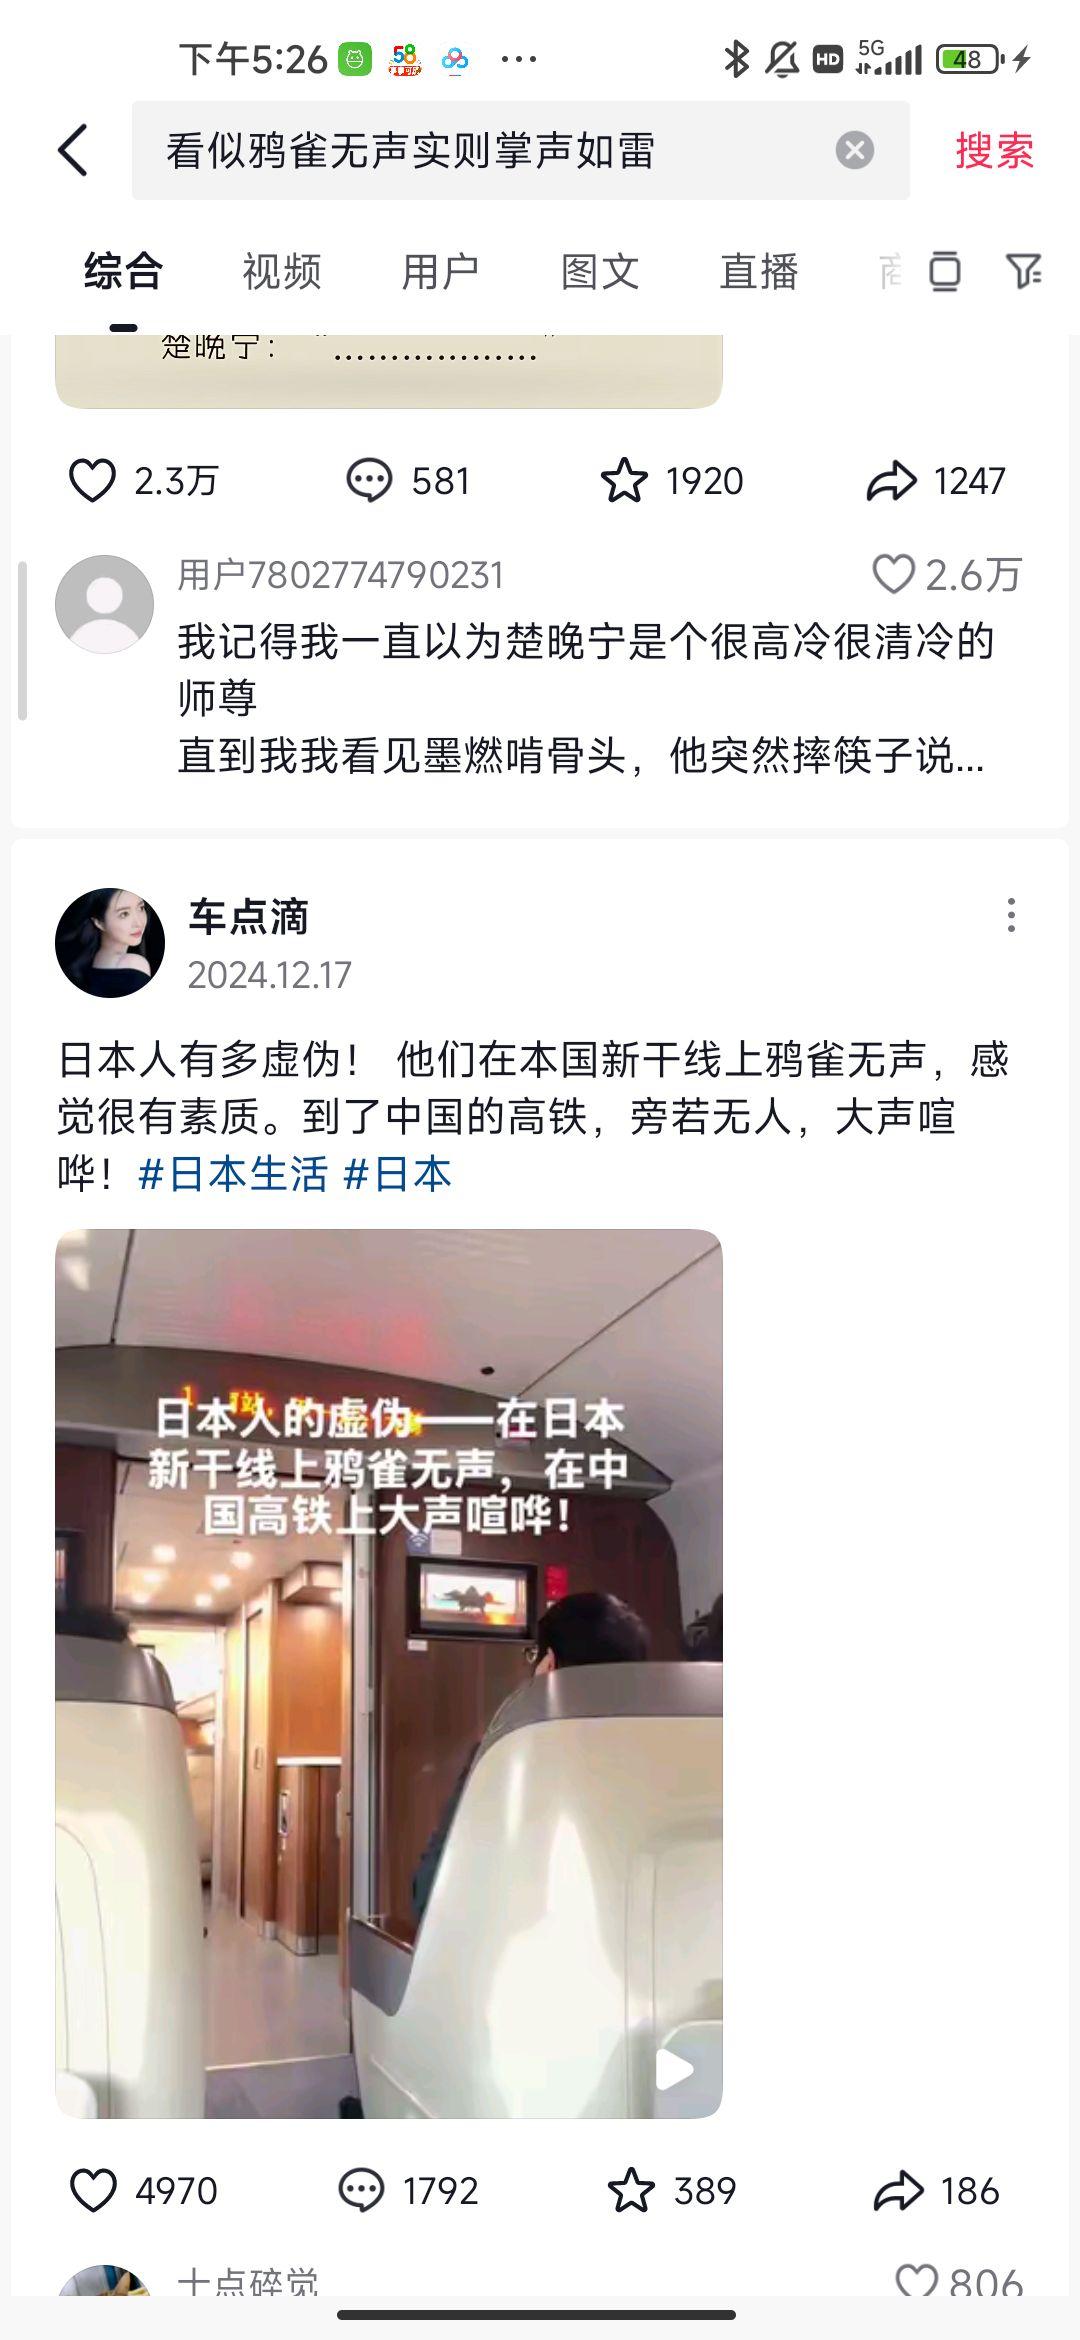 下午5:26
58
HD
5G
48
看似鸦雀无声实则掌声如雷
搜索
综合
视频
用户
图文
直播
楚晚宁：“………………”
2.3万
581
1920
1247
用户7802774790231
2.6万
我记得我一直以为楚晚宁是个很高冷很清冷的
师尊
直到我我看见墨燃啃骨头，他突然摔筷子说...
车点滴
2024.12.17
日本人有多虚伪！ 他们在本国新干线上鸦雀无声，感
觉很有素质。到了中国的高铁，旁若无人，大声喧
哗！#日本生活 #日本
日本人的虚伪——在日本
新干线上鸦雀无声，在中
国高铁上大声喧哗！
4970
1792
389
186
十点碎觉
806